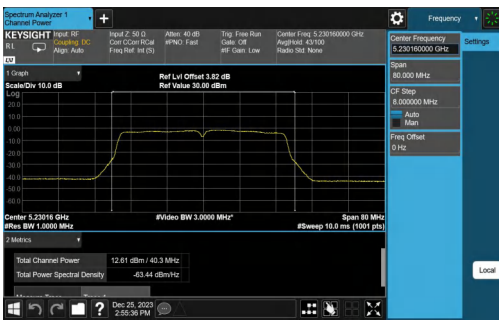 Spectrum Analyzer 1
Channel Power
Frequency
KEYSIGHT
Input: RF
Input Z: 50 Ω
Atten: 40 dB
Trig: Free Run
Center Freq: 5.230160000 GHz
RL
Coupling: DC
Corr CCorr RCal
#PNO: Fast
Gate: Off
Avg|Hold: 43/100
Align: Auto
Freq Ref: Int (S)
#IF Gain: Low
Radio Std: None
Center Frequency
5.230160000 GHz
Settings
Span
80.000 MHz
CF Step
8.000000 MHz
Auto
Man
Freq Offset
0 Hz
1 Graph
Ref Lvl Offset 3.82 dB
Scale/Div 10.0 dB
Ref Value 30.00 dBm
Log
20.0
10.0
0.00
-10.0
-20.0
-30.0
-40.0
-50.0
-60.0
Center 5.23016 GHz
#Video BW 3.0000 MHz*
Span 80 MHz
#Res BW 1.0000 MHz
#Sweep 10.0 ms (1001 pts)
2 Metrics
Total Channel Power
12.61 dBm / 40.3 MHz
Total Power Spectral Density
-63.44 dBm/Hz
Local
?
Dec 25, 2023
2:55:36 PM